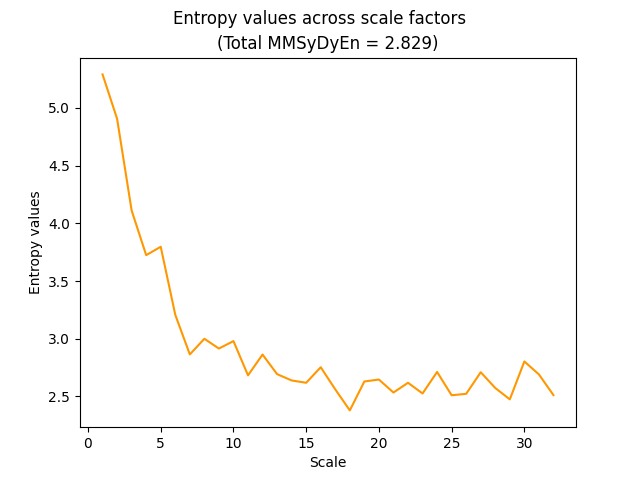 Entropy values across scale factors
(Total MMSyDyEn = 2.829)
5.0
4.5
4.0
3.5
3.0
2.5
Entropy values
0 5 10 15 20 25 30
Scale